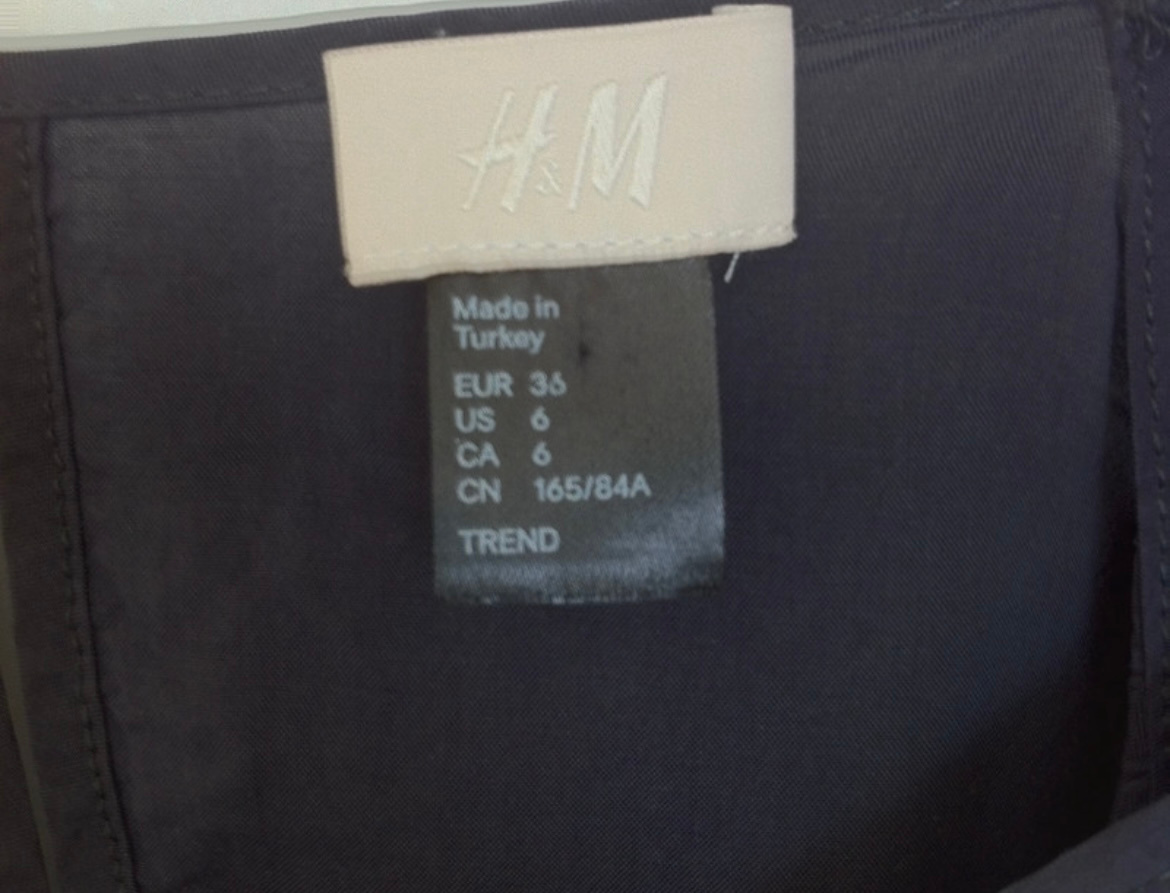 H&M
Made in
Turkey
EUR 36
US 6
CA 6
CN 165/84A
TREND